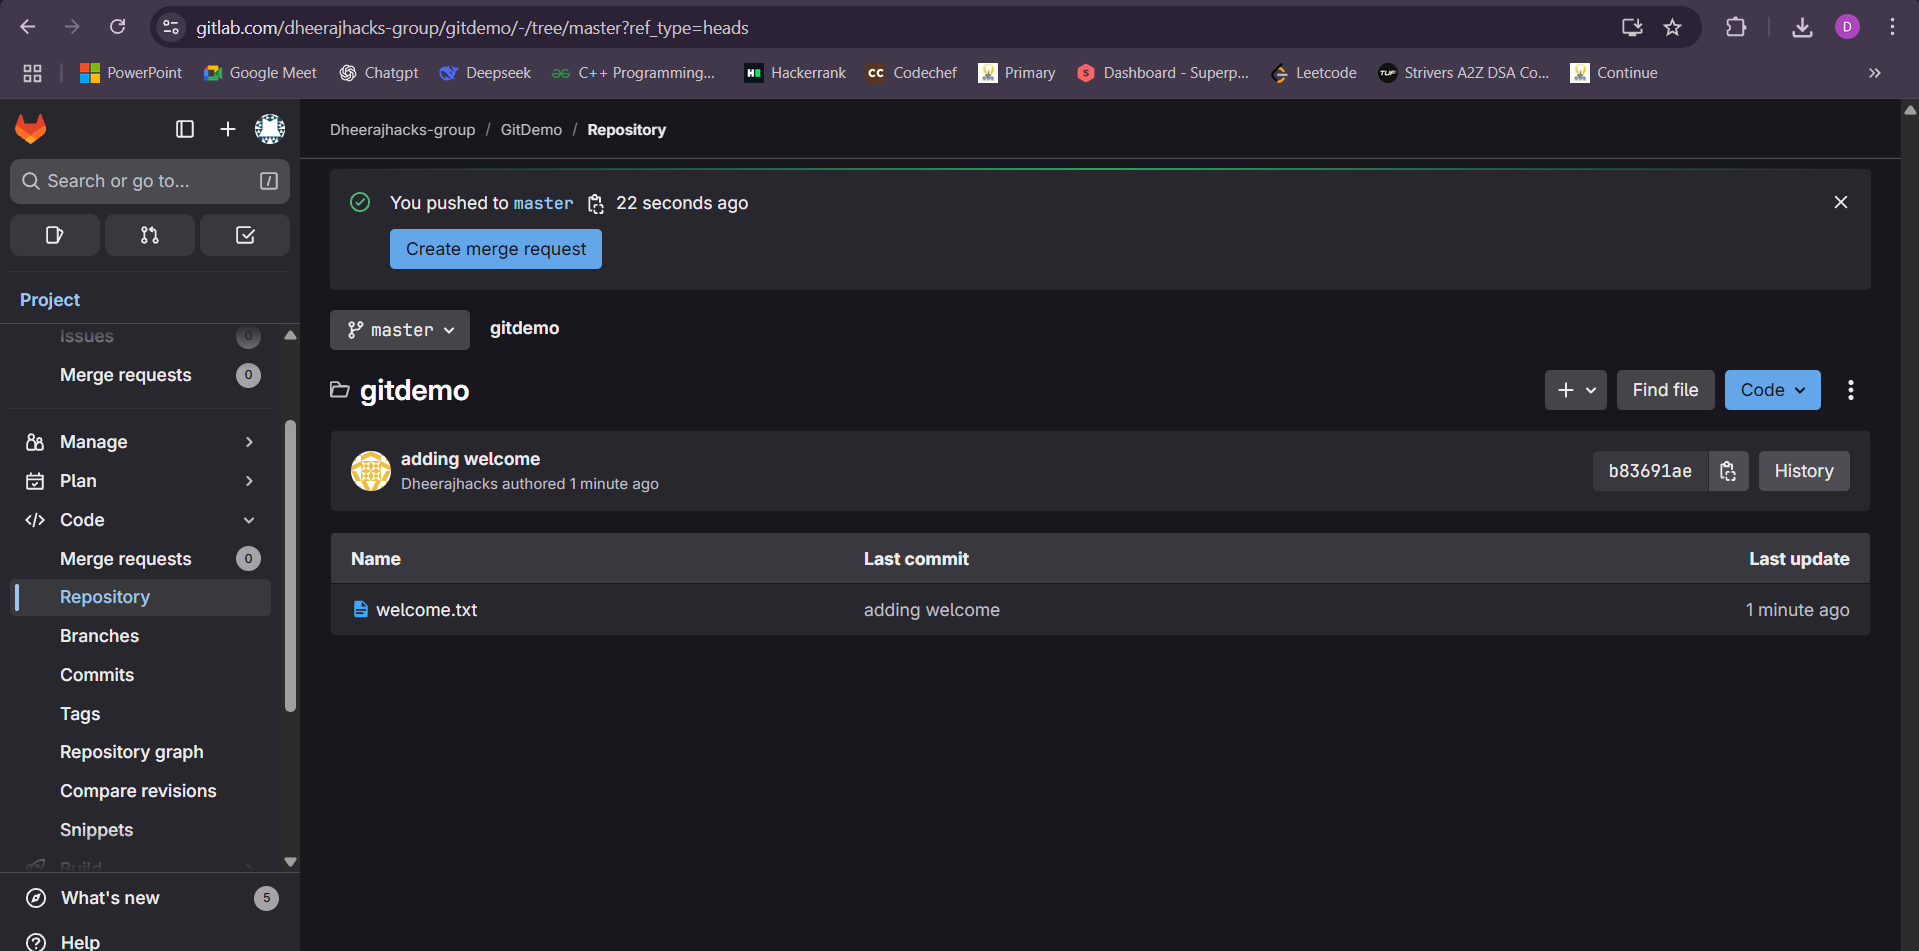 gitlab.com/dheerajhacks-group/gitdemo/-/tree/master?ref_type=heads
D
PowerPoint Google Meet Chatgpt Deepseek C++ Programming... Hackerrank CC Codechef Primary S Dashboard - Superp... Leetcode TUF Strivers A2Z DSA Co... Continue
Search or go to... /
Project
Issues 0
Merge requests 0
Manage
Plan
Code
Merge requests 0
Repository
Branches
Commits
Tags
Repository graph
Compare revisions
Snippets
Build
What's new 5
Help
Dheerajhacks-group / GitDemo / Repository
You pushed to master 22 seconds ago
Create merge request
master gitdemo
gitdemo
Find file Code
adding welcome
Dheerajhacks authored 1 minute ago
b83691ae History
Name Last commit Last update
welcome.txt adding welcome 1 minute ago